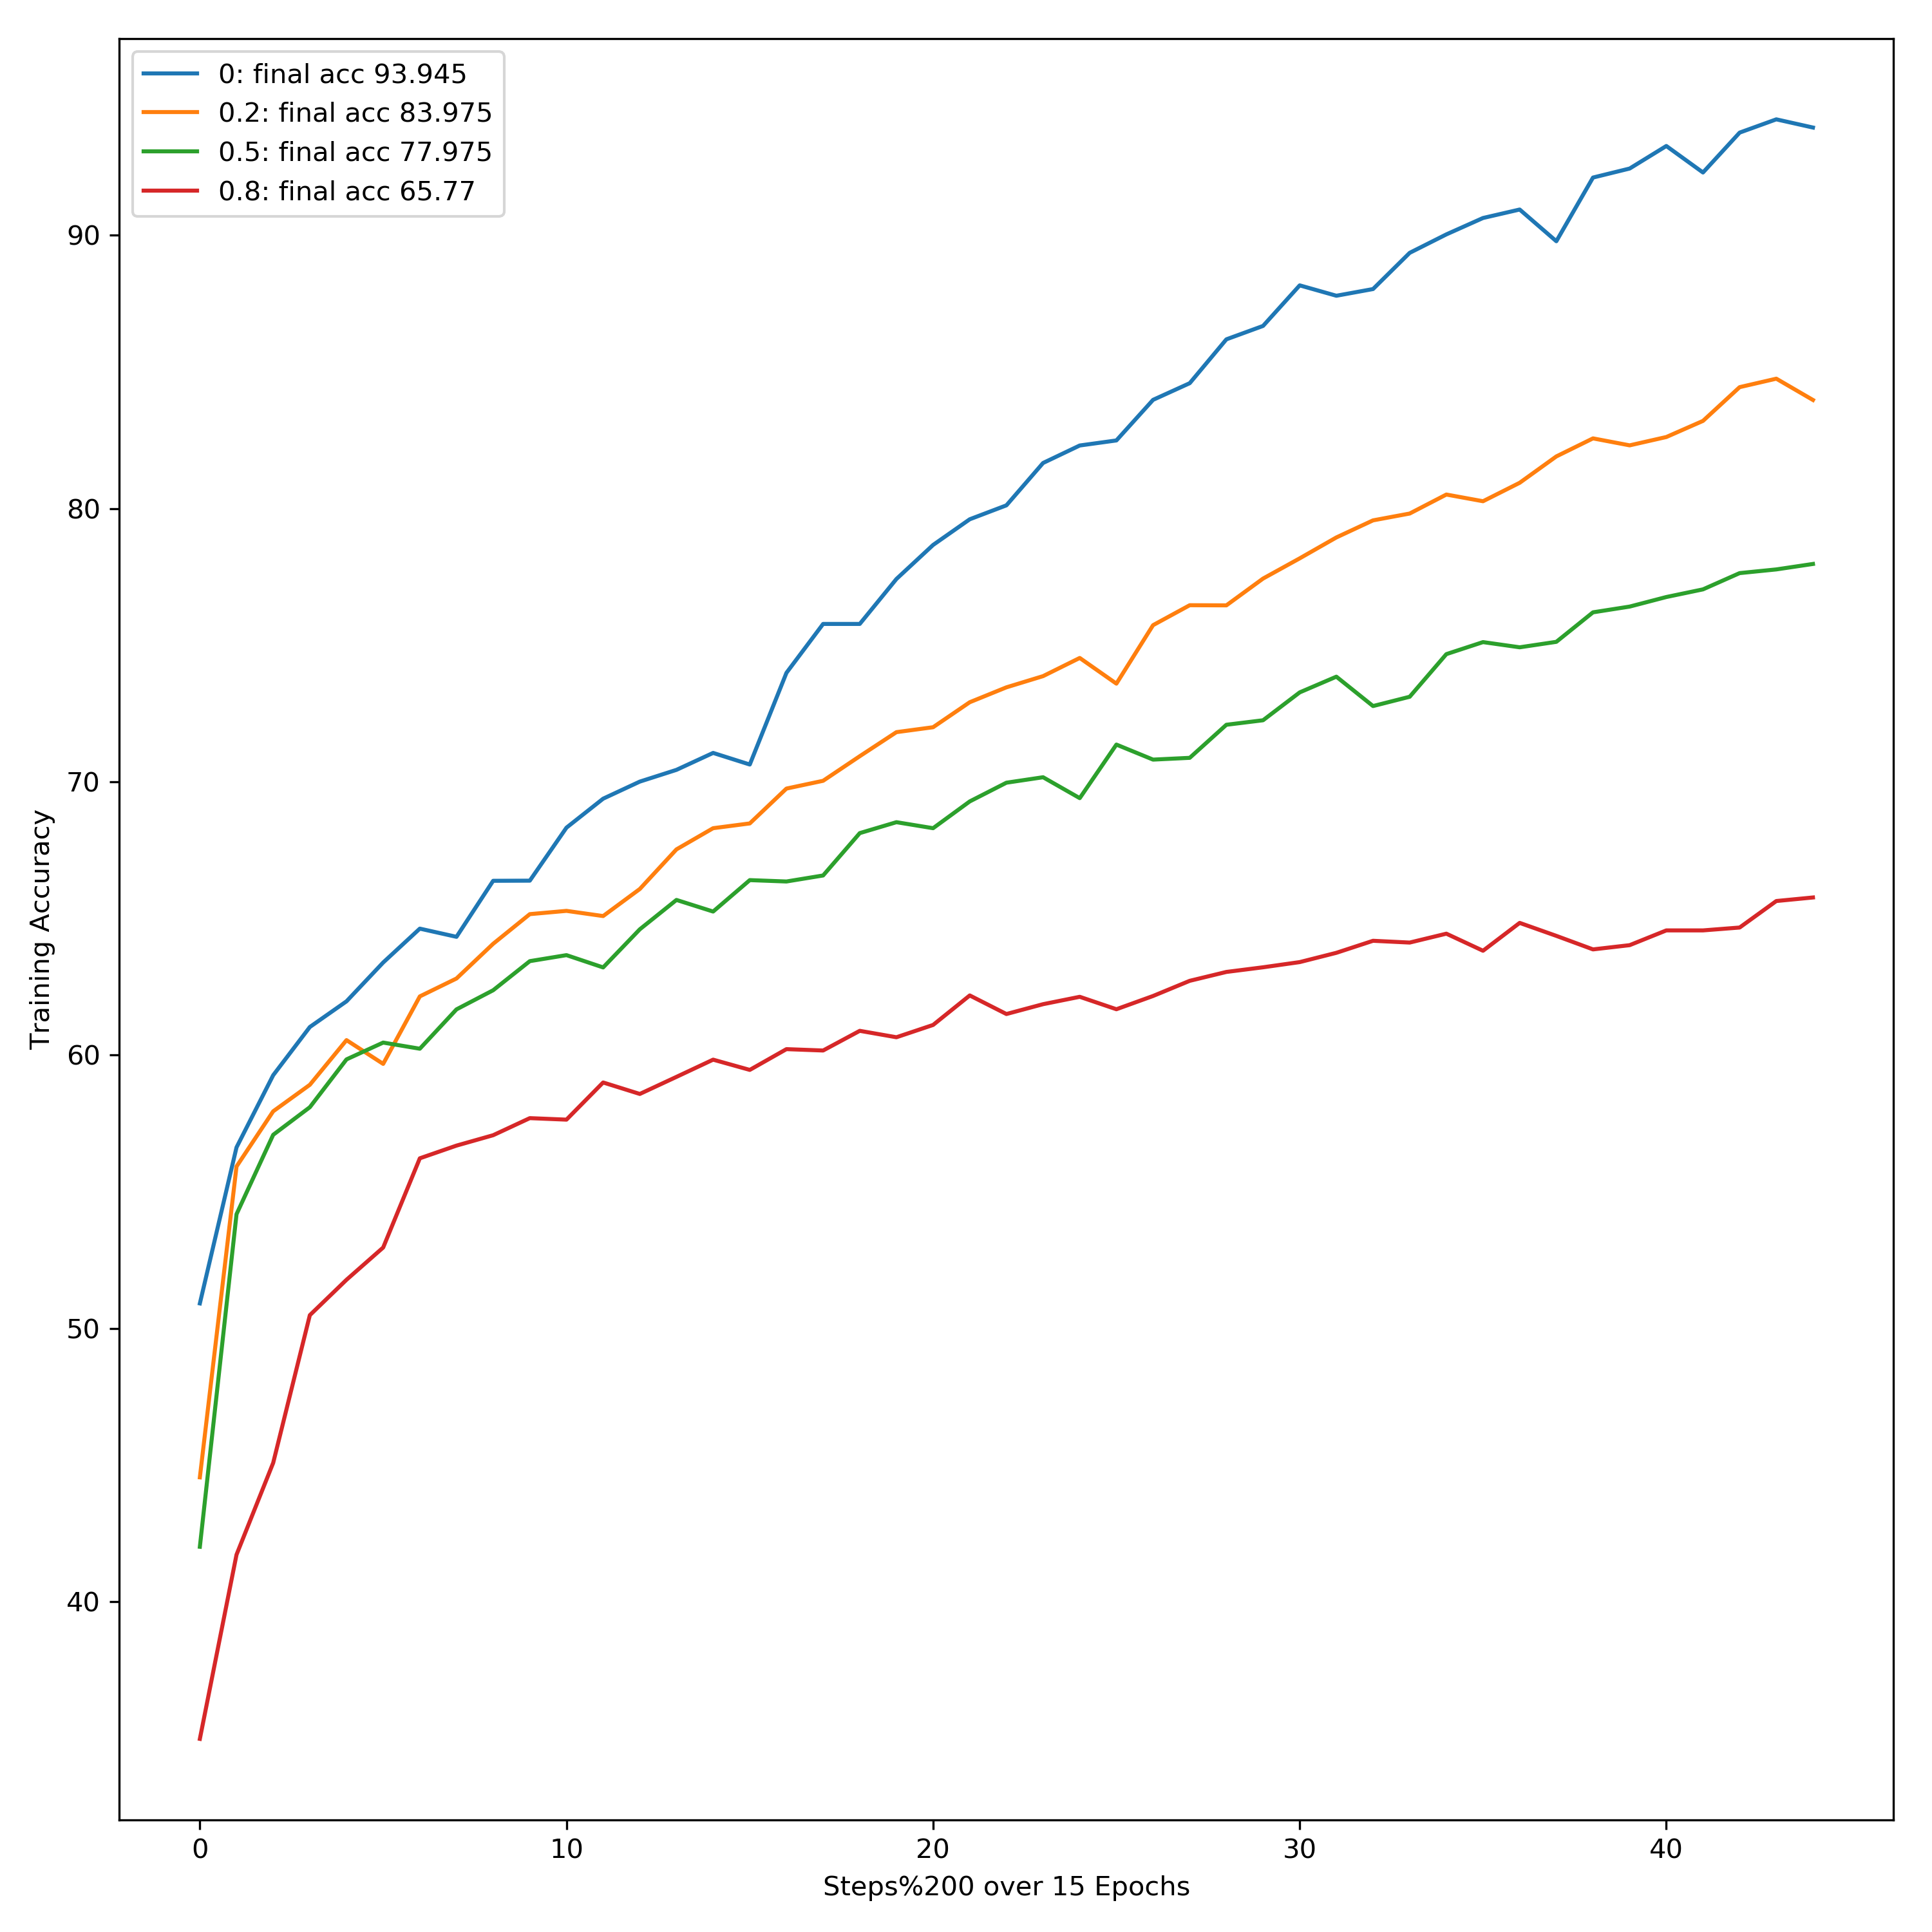 0: final acc 93.945
0.2: final acc 83.975
0.5: final acc 77.975
0.8: final acc 65.77
90
80
70
60
50
40
Training Accuracy
0 10 20 30 40
Steps%200 over 15 Epochs